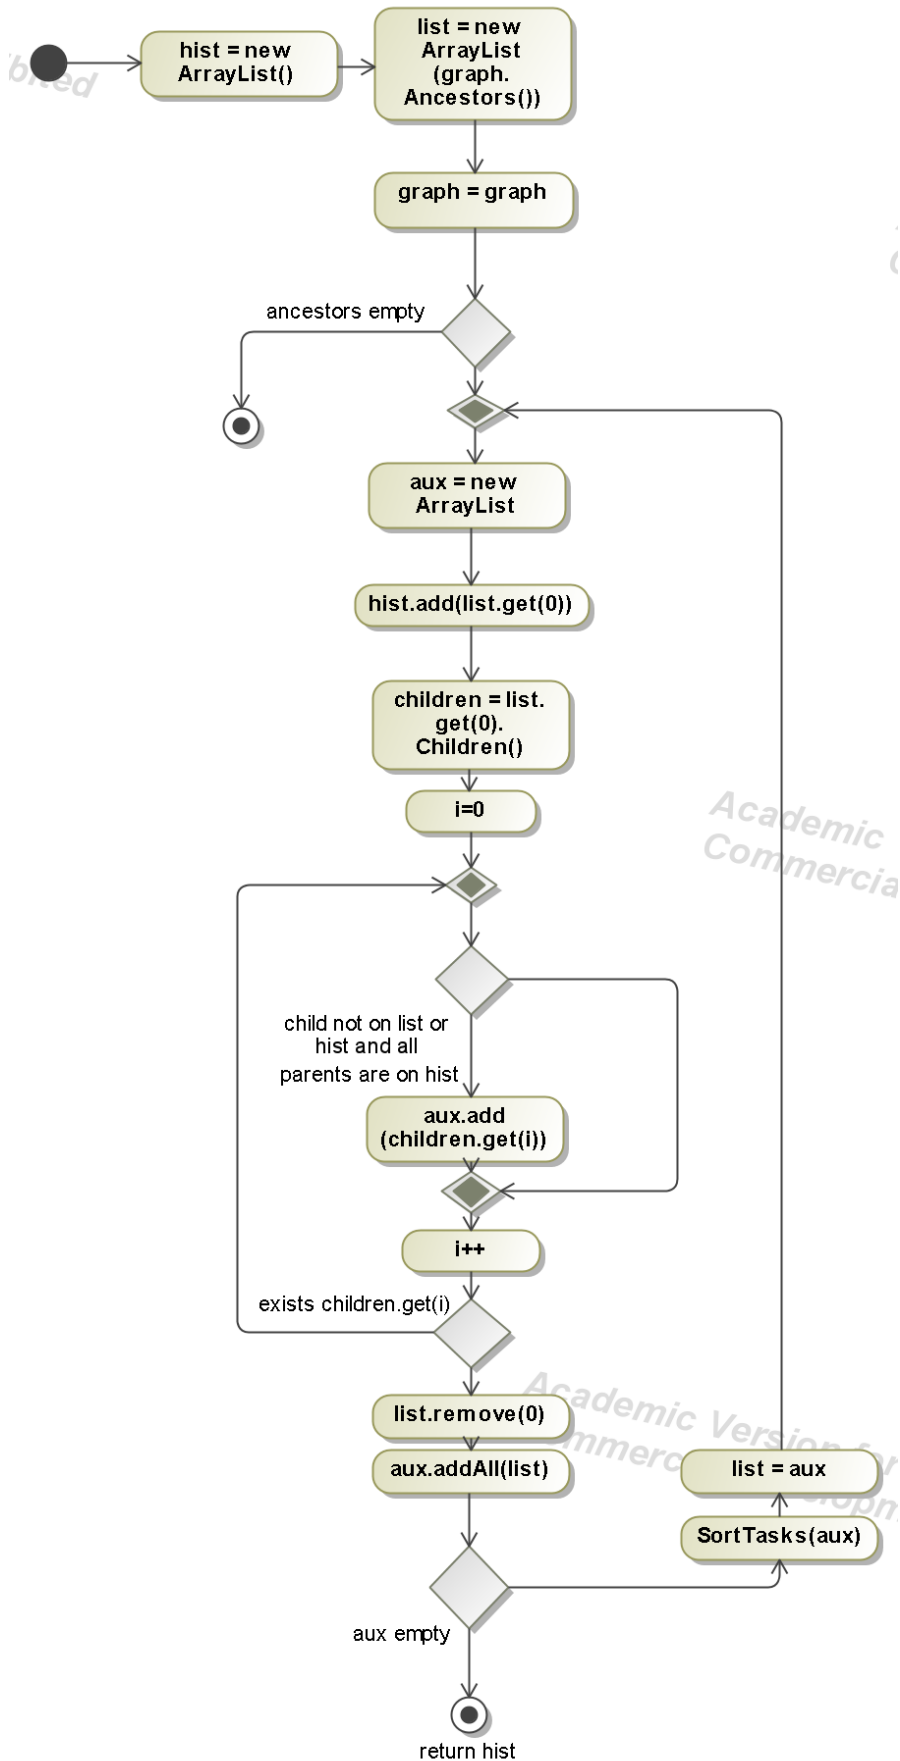 hist = new
ArrayList()
list = new
ArrayList
(graph.
Ancestors())
graph = graph
ancestors empty
aux = new
ArrayList
hist.add(list.get(0))
children = list.
get(0).
Children()
i=0
Academic
Commercia
child not on list or
hist and all
parents are on hist
aux.add
(children.get(i))
i++
exists children.get(i)
list.remove(0)
Academic Version for
aux.addAll(list)
list = aux
SortTasks(aux)
aux empty
return hist